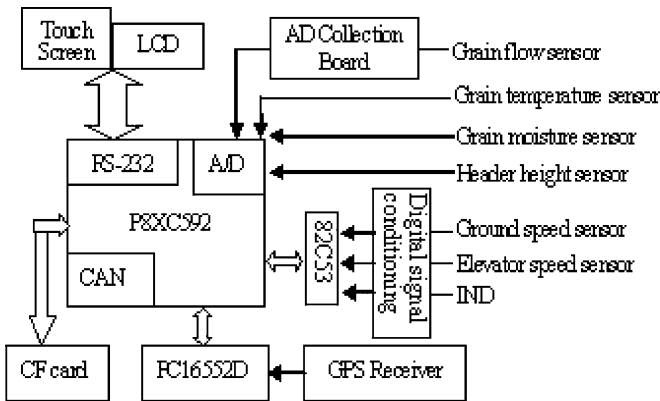 Touch
Screen
LCD
AD Collection
Board
Grain flow sensor
Grain temperature sensor
Grain moisture sensor
Header height sensor
RS-232
A/D
P8XC592
CAN
82C53
Digital signal
conditioning
Ground speed sensor
Elevator speed sensor
IND
CF card
PC16552D
GPS Receiver